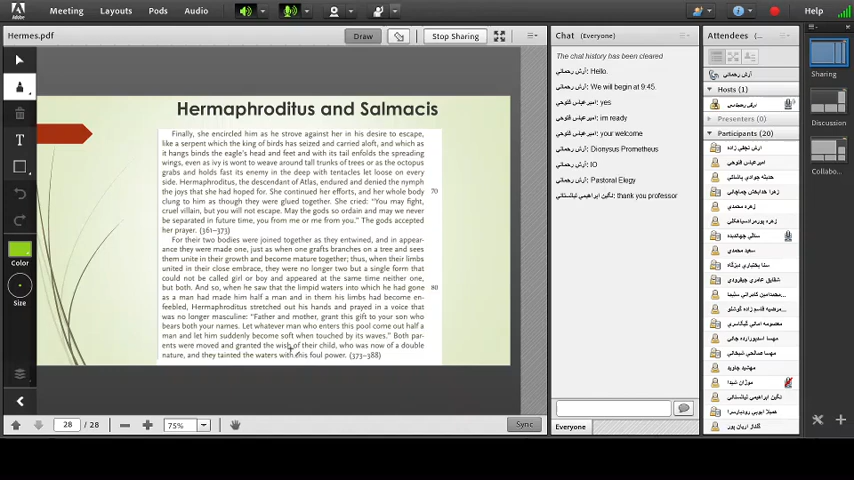 Meeting Layouts Pods Audio Help
Hermes.pdf
Draw
Stop Sharing
Hermaphroditus and Salmacis
Finally, she encircled him as he strove against her in his desire to escape,
like a serpent which the king of birds has seized and carried aloft, and which as
it hangs binds the eagle's head and feet and with its tail enfolds the spreading
wings, even as ivy is wont to weave around tall trunks of trees or as the octopus
grabs and holds fast its enemy in the deep with tentacles let loose on every
side. Hermaphroditus, the descendant of Atlas, endured and denied the nymph
the joys that she had hoped for. She continued her efforts, and her whole body 70
clung to him as though they were glued together. She cried: "You may fight,
cruel villain, but you will not escape. May the gods so ordain and may we never
be separated in future time, you from me or me from you." The gods accepted
her prayer. (361–373)
For their two bodies were joined together as they entwined, and in appear-
ance they were made one, just as when one grafts branches on a tree and sees
them unite in their growth and become mature together; thus, when their limbs
united in their close embrace, they were no longer two but a single form that
could not be called girl or boy and appeared at the same time neither one,
but both. And so, when he saw that the limpid waters into which he had gone 80
as a man had made him half a man and in them his limbs had become en-
feebled, Hermaphroditus stretched out his hands and prayed in a voice that
was no longer masculine: "Father and mother, grant this gift to your son who
bears both your names. Let whatever man who enters this pool come out half a
man and let him suddenly become soft when touched by its waves." Both par-
ents were moved and granted the wish of their child, who was now of a double
nature, and they tainted the waters with this foul power. (373–388)
Size
28 / 28
75%
Sync
Chat (Everyone)
The chat history has been cleared
آرش رحمانی: Hello.
آرش رحمانی: We will begin at 9:45
امیرعباس فتوحی: yes
امیرعباس فتوحی: im ready
امیرعباس فتوحی: your welcome
آرش رحمانی: Dionysus Prometheus
آرش رحمانی: IO
آرش رحمانی: Pastoral Elegy
نگین ابراهیمی لیلستانی: thank you professor
Everyone
Attendees (22)
آرش رحمانی
Hosts (1)
آرش رحمانی
Presenters (0)
Participants (20)
امیرعباس فتوحی
زهره محمدی
سعید محمدی
مهشید جاوید
Sharing
Discussion
Collabo...